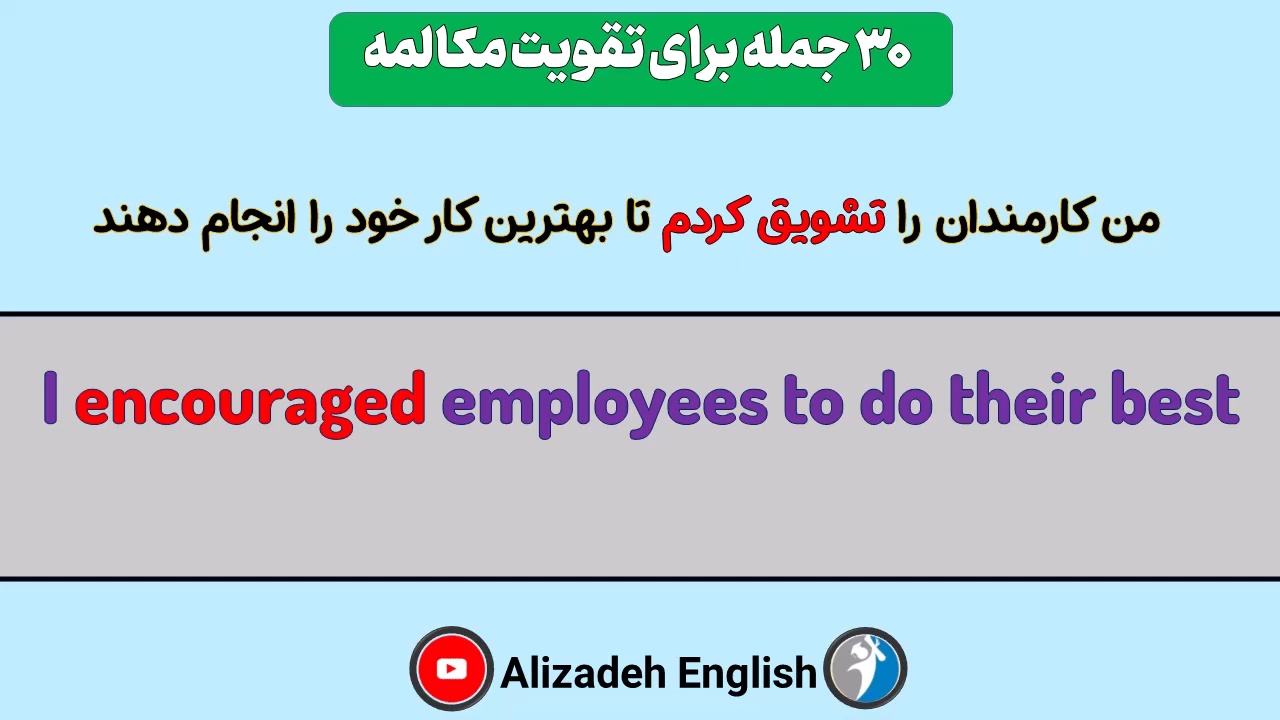 ۳۰ جمله برای تقویت مکالمه
من کارمندان را تشویق کردم تا بهترین کار خود را انجام دهند
I encouraged employees to do their best
Alizadeh English